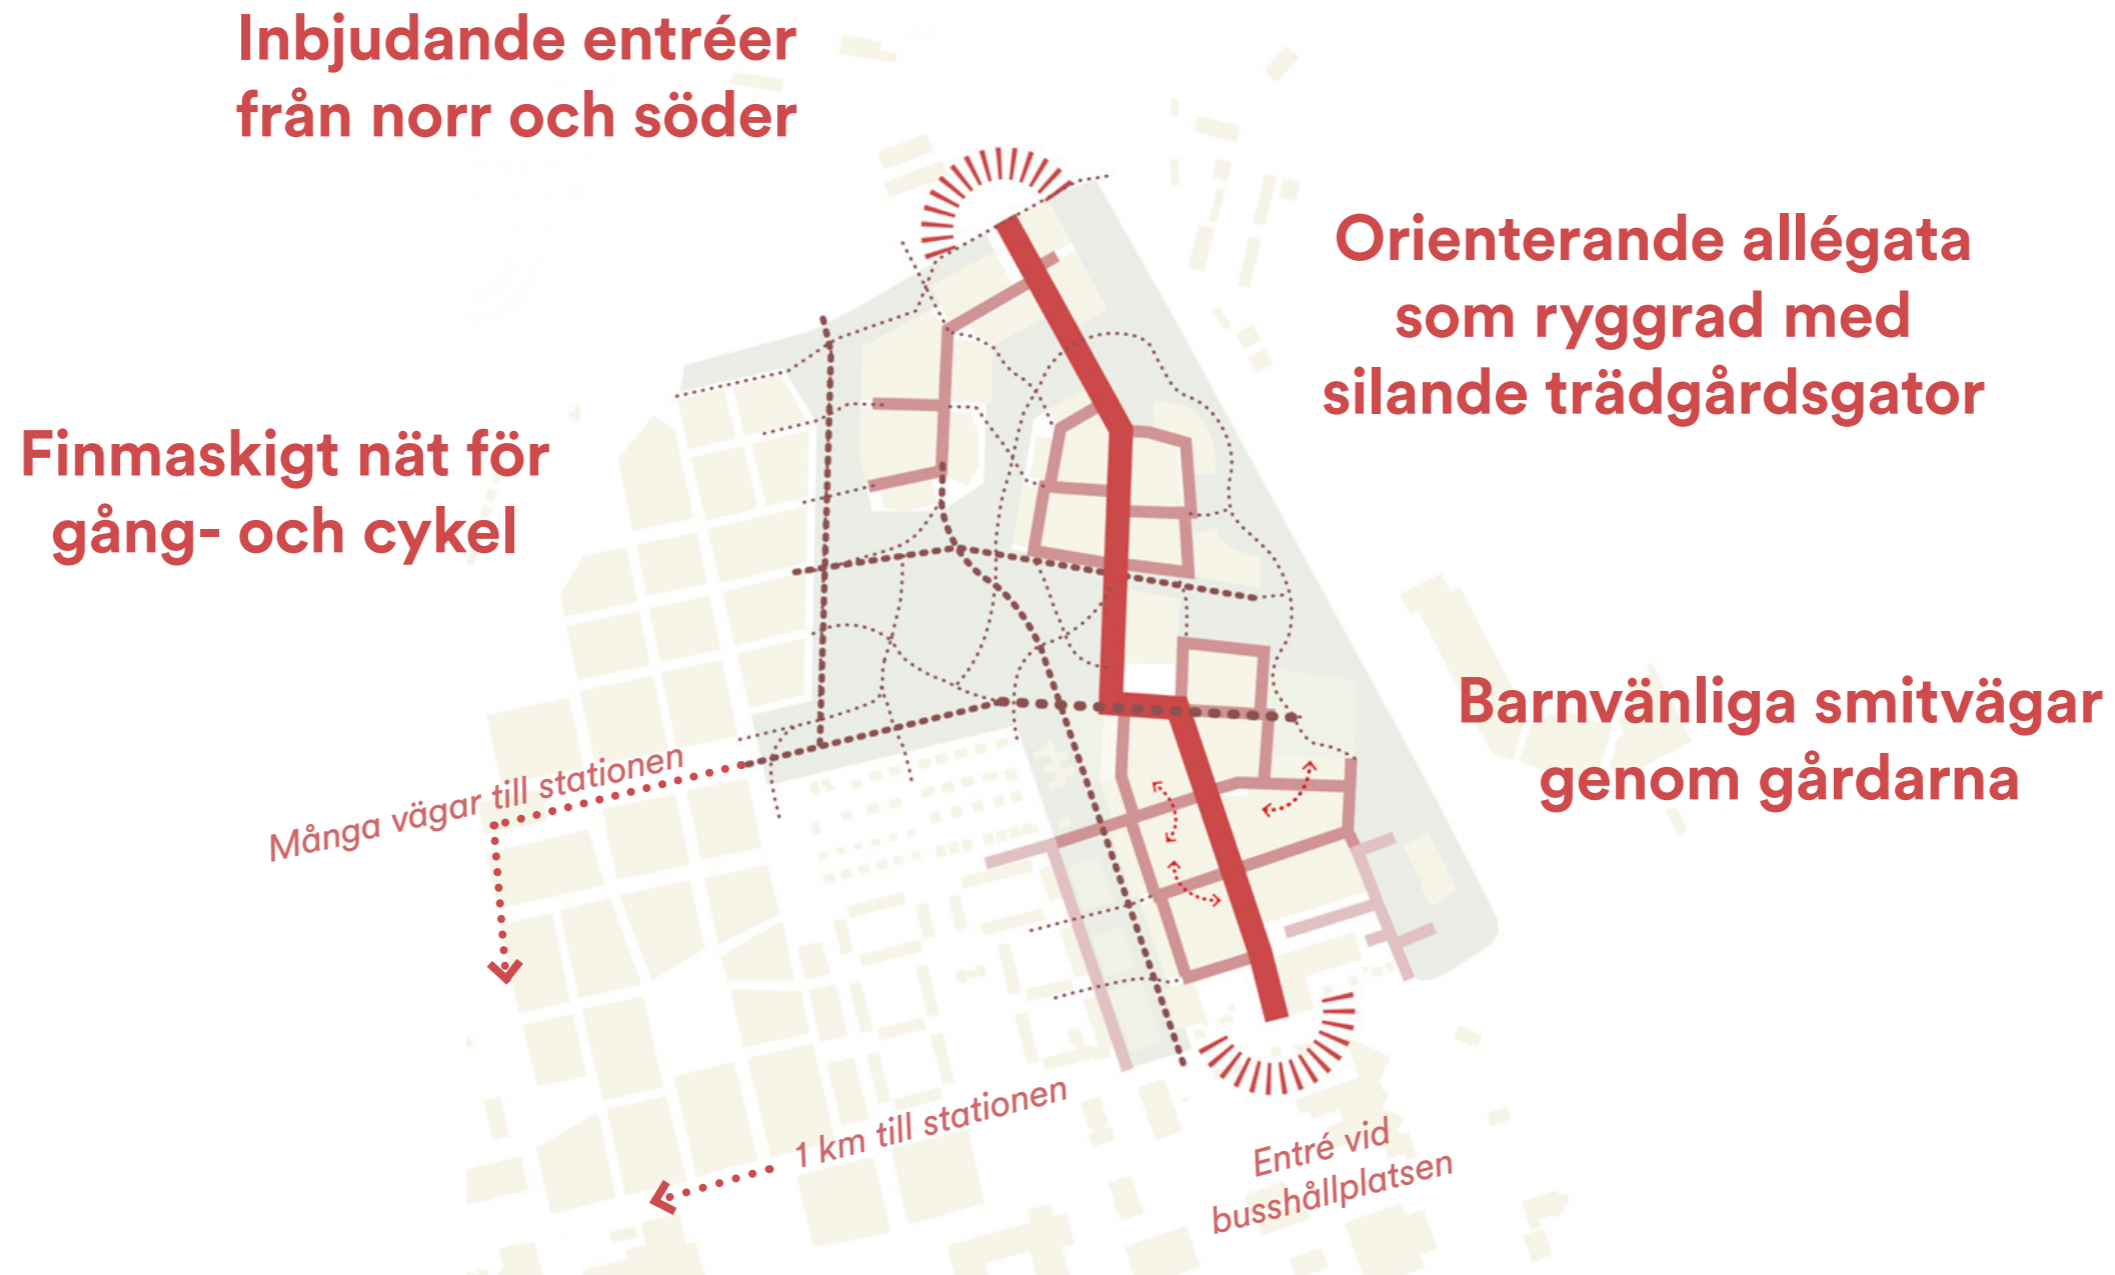 Inbjudande entréer
från norr och söder
Orienterande allégata
som ryggrad med
silande trädgårdsgator
Finmaskigt nät för
gång- och cykel
Barnvänliga smitvägar
genom gårdarna
Många vägar till stationen
1 km till stationen
Entré vid
busshållplatsen